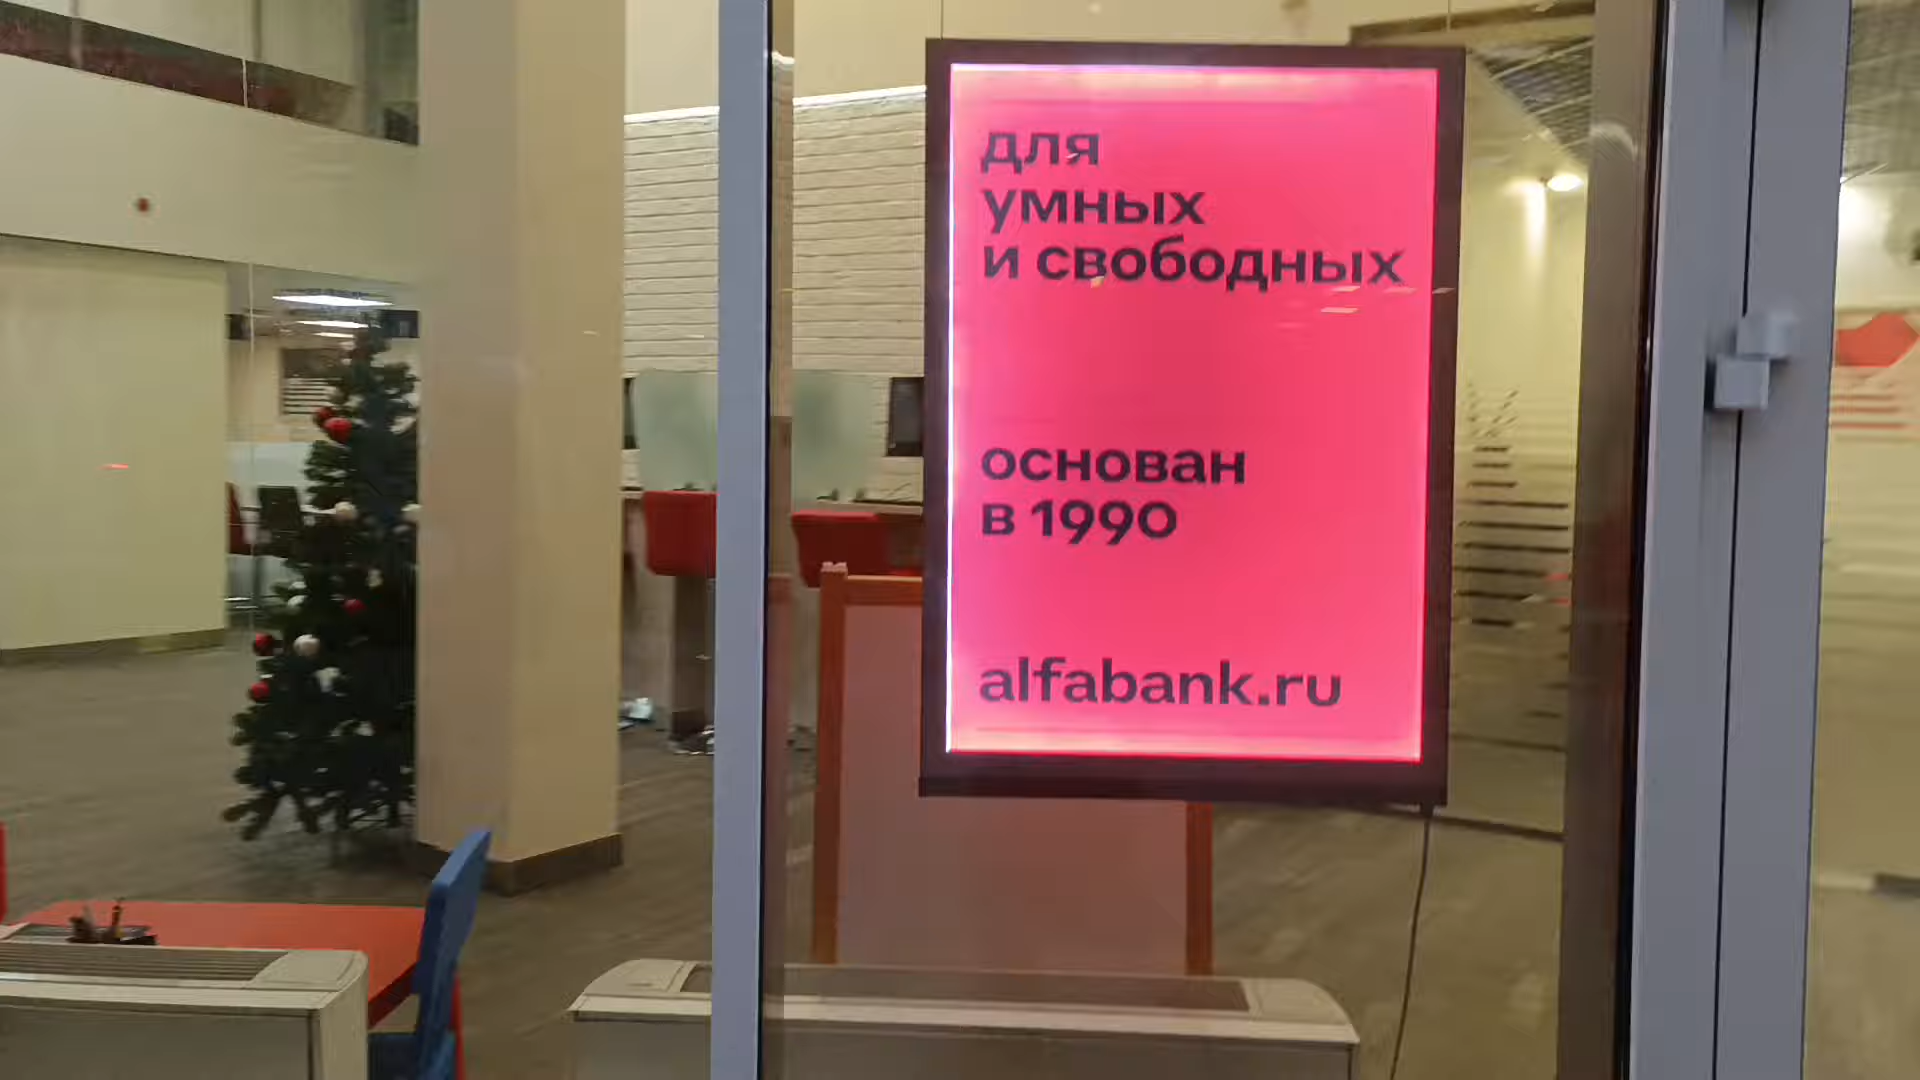 для
умных
и свободных
основан
в 1990
alfabank.ru